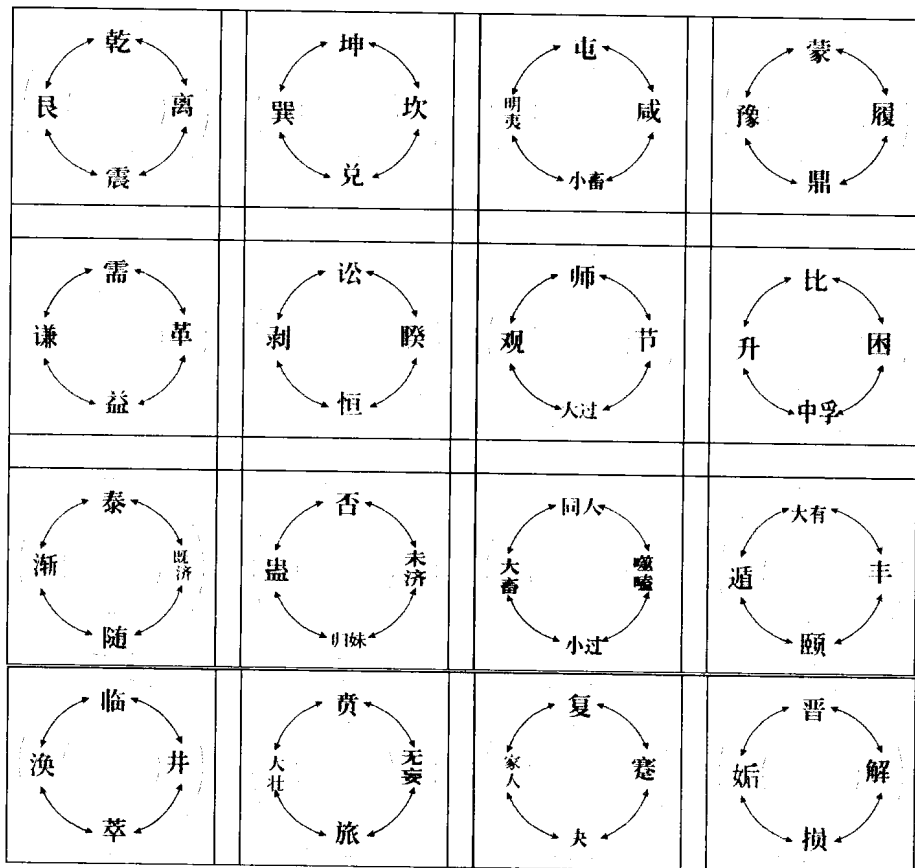 乾
艮 离
震
坤
巽 坎
兑
屯
明夷 咸
小畜
蒙
豫 履
鼎
需
谦 革
益
讼
剥 睽
恒
师
观 节
大过
比
升 困
中孚
泰
渐 既济
随
否
蛊 未济
归妹
同人
大畜 噬嗑
小过
大有
遁 丰
颐
临
涣 井
萃
贲
大壮 无妄
旅
复
家人 蹇
夬
晋
姤 解
损